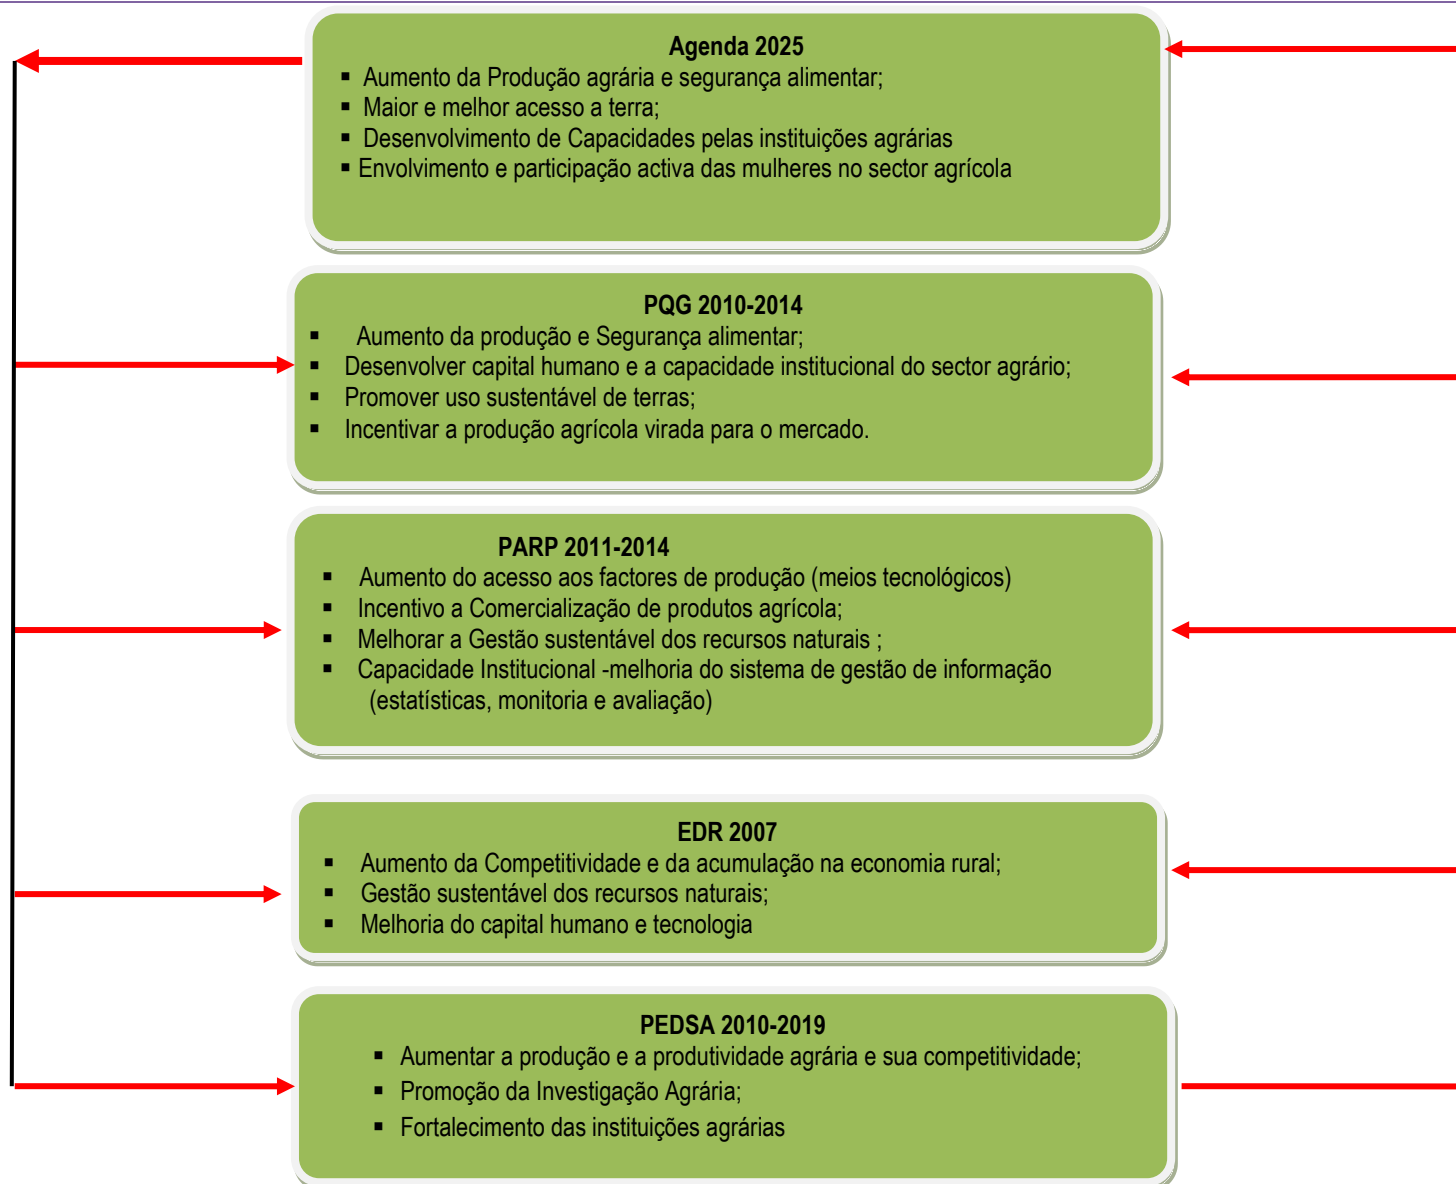 Agenda 2025
▪ Aumento da Produção agrária e segurança alimentar;
▪ Maior e melhor acesso a terra;
▪ Desenvolvimento de Capacidades pelas instituições agrárias
▪ Envolvimento e participação activa das mulheres no sector agrícola
PQG 2010-2014
▪ Aumento da produção e Segurança alimentar;
▪ Desenvolver capital humano e a capacidade institucional do sector agrário;
▪ Promover uso sustentável de terras;
▪ Incentivar a produção agrícola virada para o mercado.
PARP 2011-2014
▪ Aumento do acesso aos factores de produção (meios tecnológicos)
▪ Incentivo a Comercialização de produtos agrícola;
▪ Melhorar a Gestão sustentável dos recursos naturais ;
▪ Capacidade Institucional -melhoria do sistema de gestão de informação
(estatísticas, monitoria e avaliação)
EDR 2007
▪ Aumento da Competitividade e da acumulação na economia rural;
▪ Gestão sustentável dos recursos naturais;
▪ Melhoria do capital humano e tecnologia
PEDSA 2010-2019
▪ Aumentar a produção e a produtividade agrária e sua competitividade;
▪ Promoção da Investigação Agrária;
▪ Fortalecimento das instituições agrárias